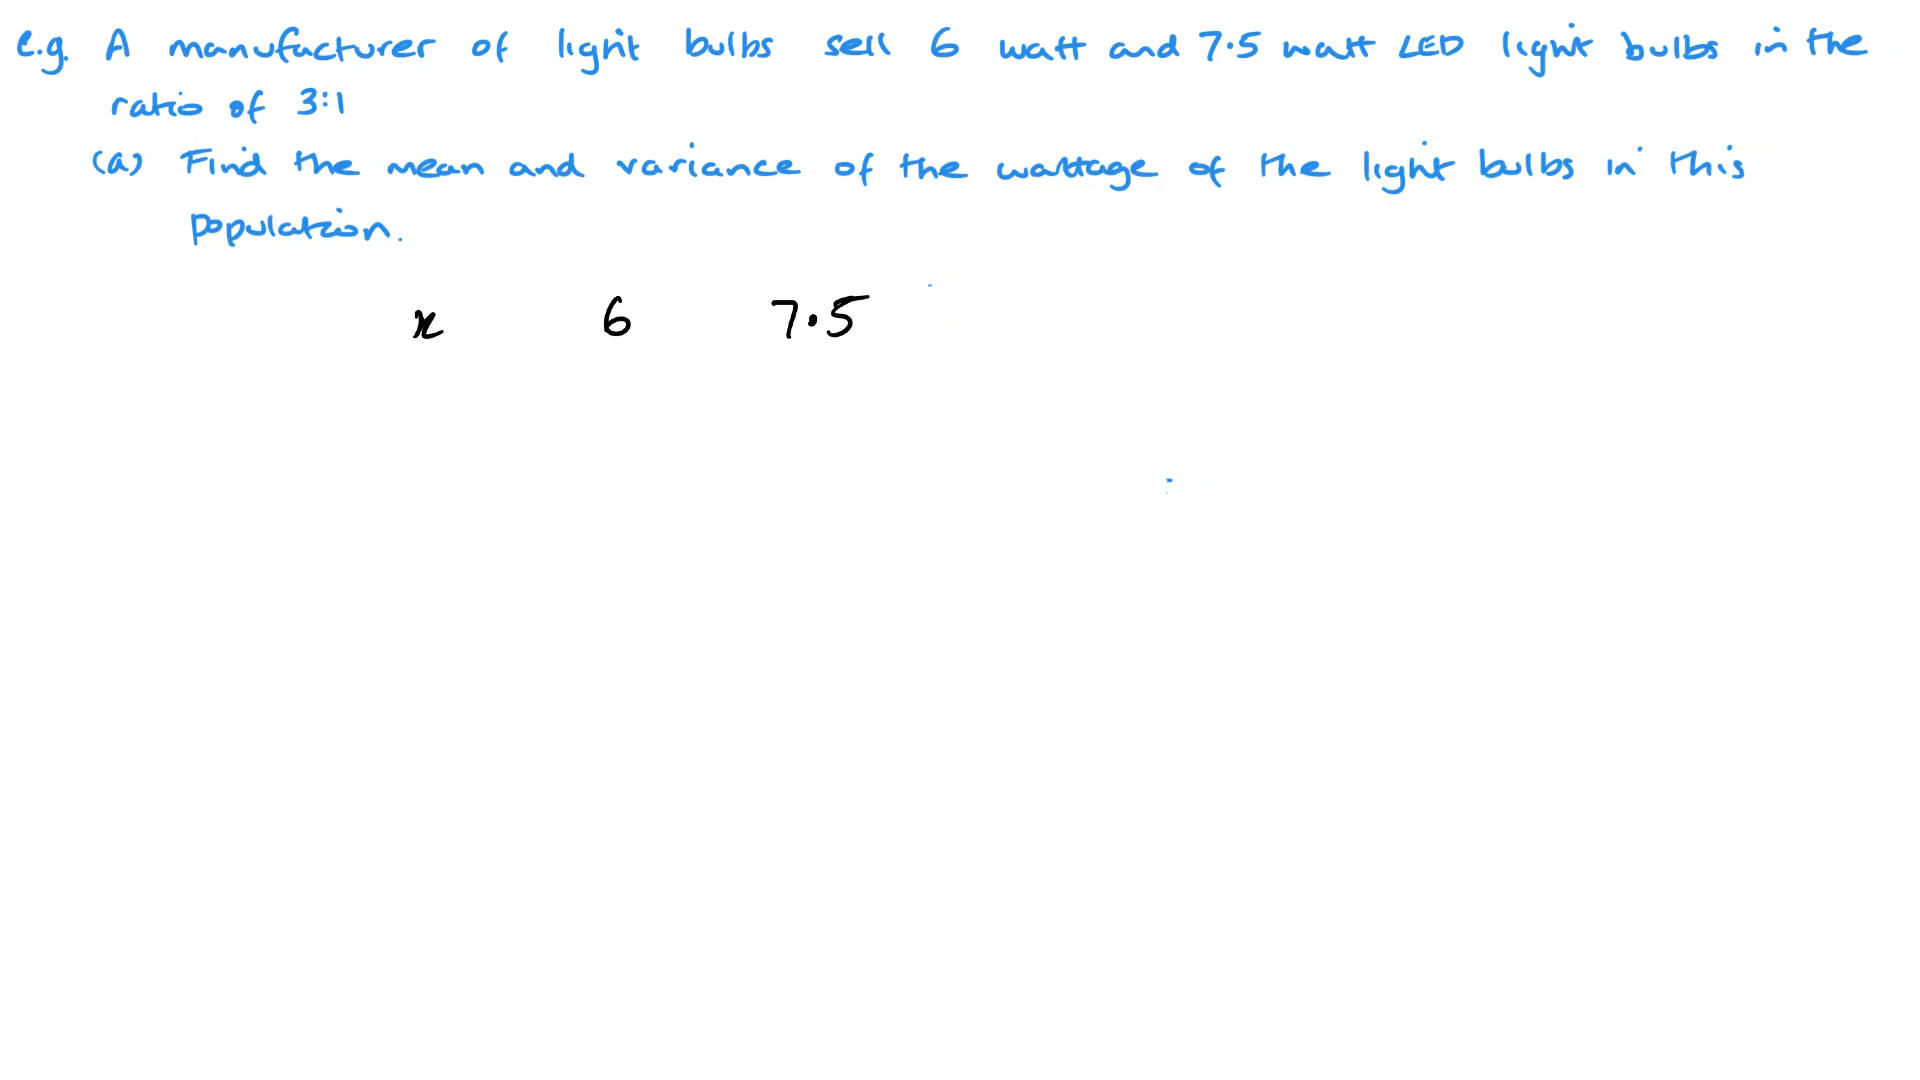 e.g. A manufacturer of light bulbs sell 6 watt and 7.5 watt LED light bulbs in the
ratio of 3:1
(a) Find the mean and variance of the wattage of the light bulbs in this
population.
x 6 7.5